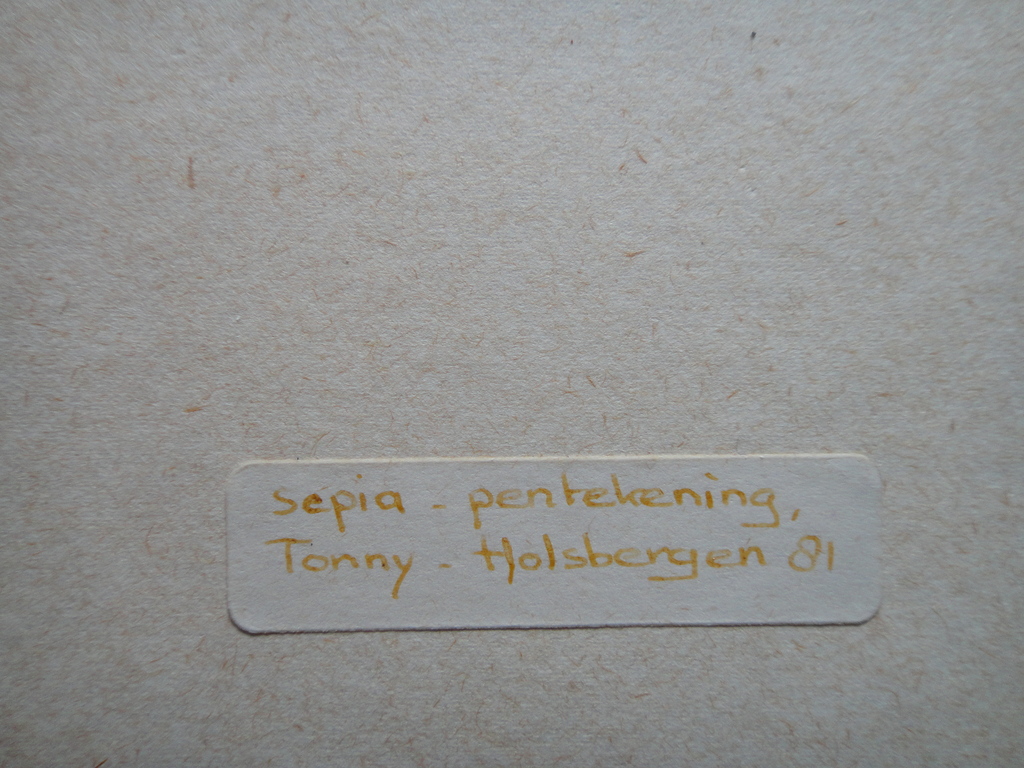 sepia - pentekening,
Tonny - Holsbergen 81